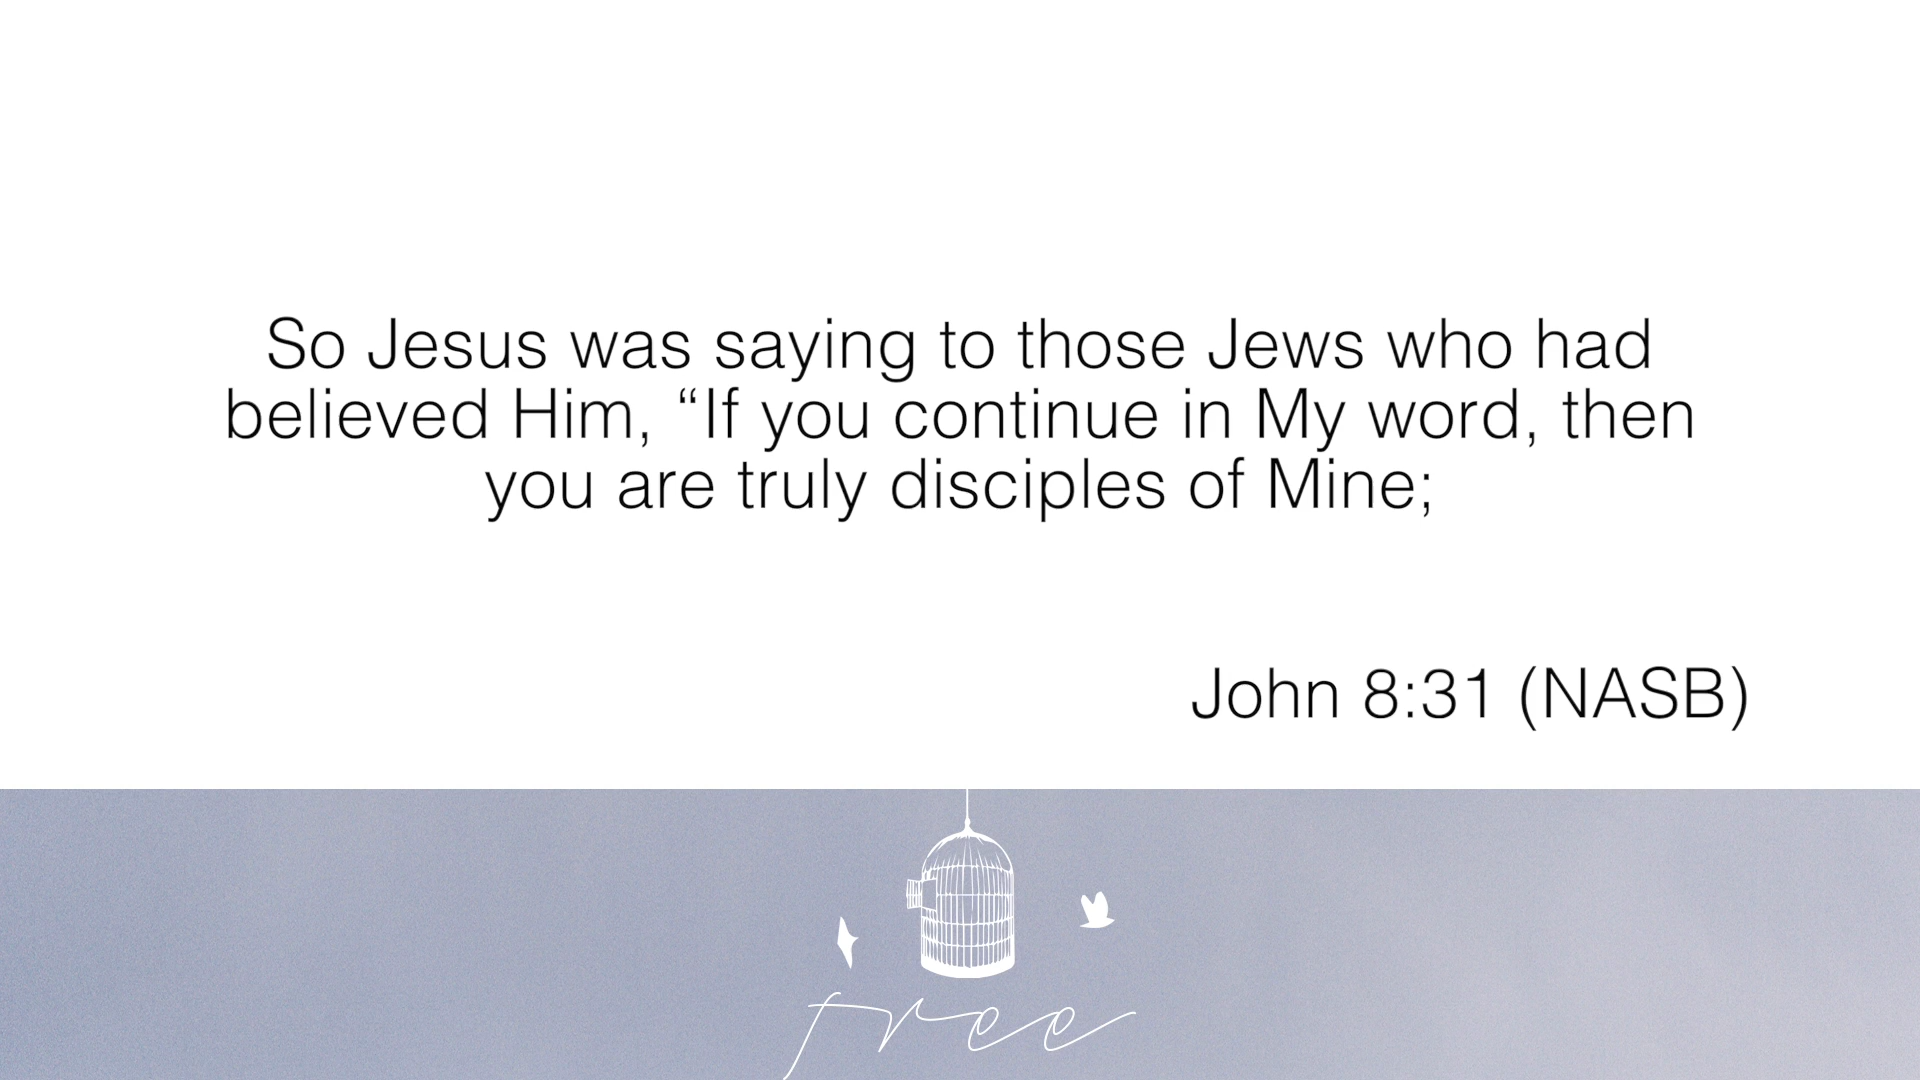 So Jesus was saying to those Jews who had
believed Him, “If you continue in My word, then
you are truly disciples of Mine;
John 8:31 (NASB)
free